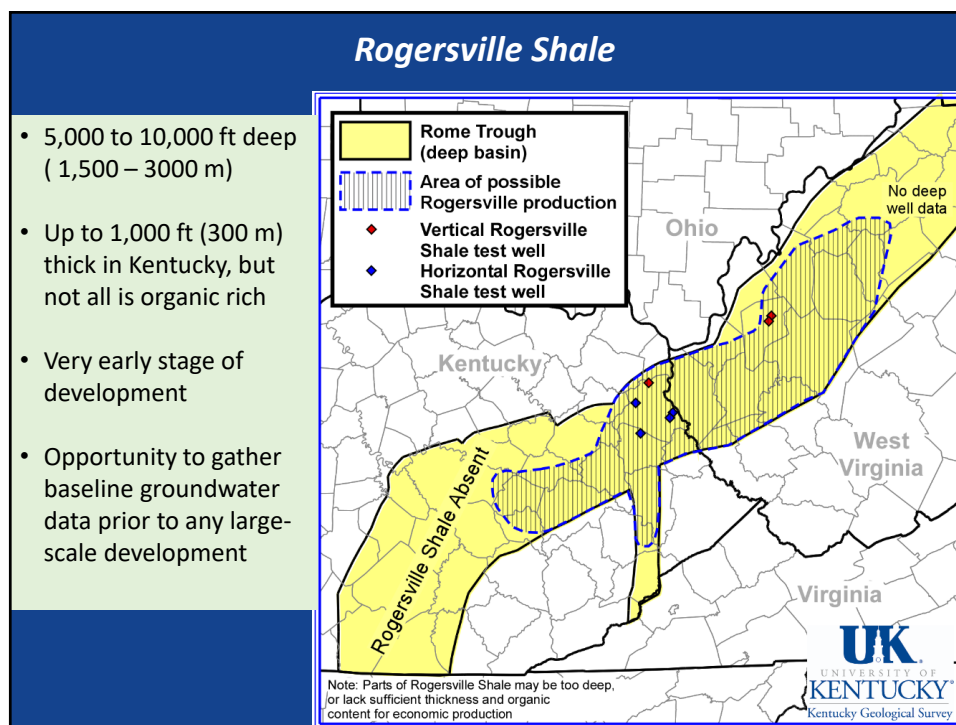 Rogersville Shale
• 5,000 to 10,000 ft deep
( 1,500 – 3000 m)
• Up to 1,000 ft (300 m)
thick in Kentucky, but
not all is organic rich
• Very early stage of
development
• Opportunity to gather
baseline groundwater
data prior to any large-
scale development
Rome Trough
(deep basin)
Area of possible
Rogersville production
Vertical Rogersville
Shale test well
Horizontal Rogersville
Shale test well
No deep
well data
Ohio
Kentucky
West
Virginia
Rogersville Shale Absent
Virginia
Note: Parts of Rogersville Shale may be too deep,
or lack sufficient thickness and organic
content for economic production
UK
UNIVERSITY OF
KENTUCKY®
Kentucky Geological Survey